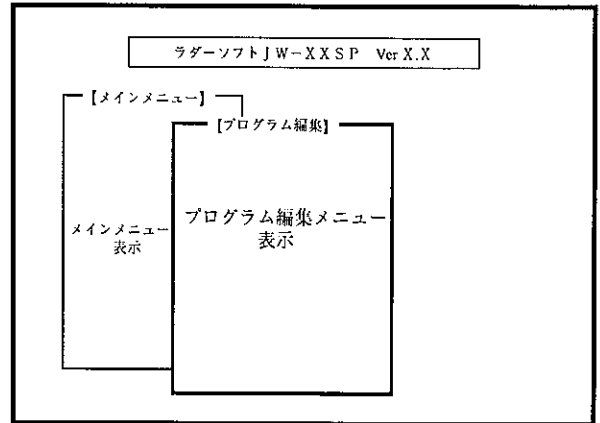 ラダーソフトJW-XXSP Ver X.X
【メインメニュー】
【プログラム編集】
メインメニュー
表示
プログラム編集メニュー
表示